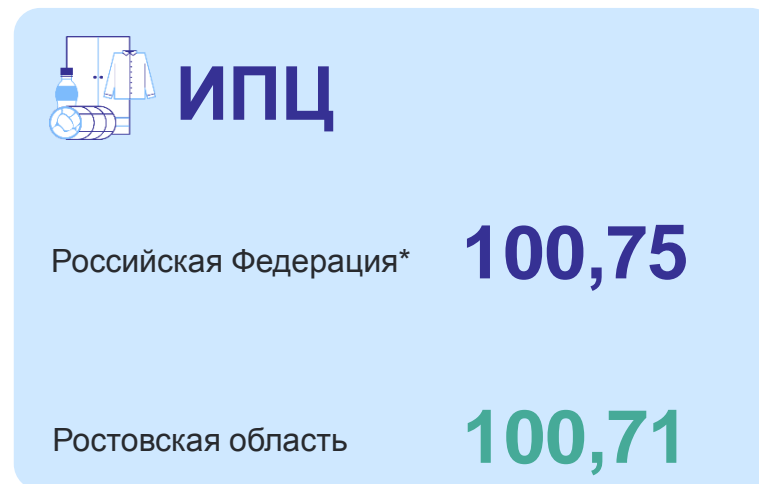 ИПЦ
Российская Федерация* 100,75
Ростовская область 100,71